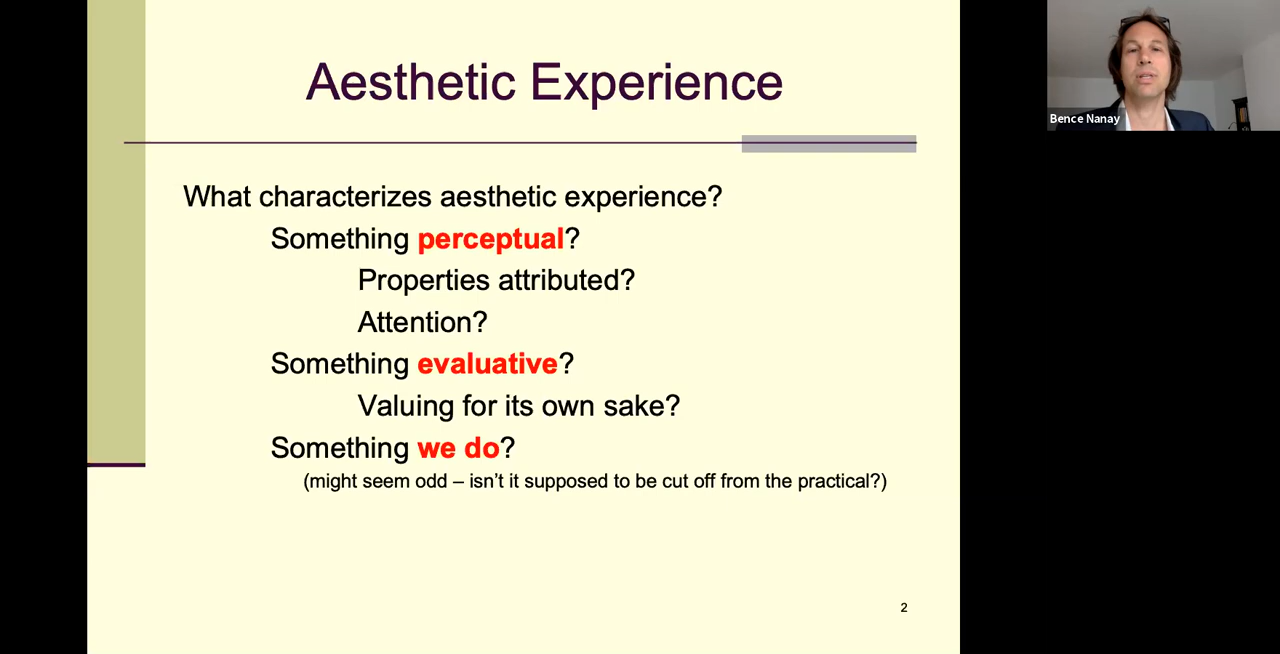 Aesthetic Experience
What characterizes aesthetic experience?
Something perceptual?
Properties attributed?
Attention?
Something evaluative?
Valuing for its own sake?
Something we do?
(might seem odd – isn’t it supposed to be cut off from the practical?)
2
Bence Nanay